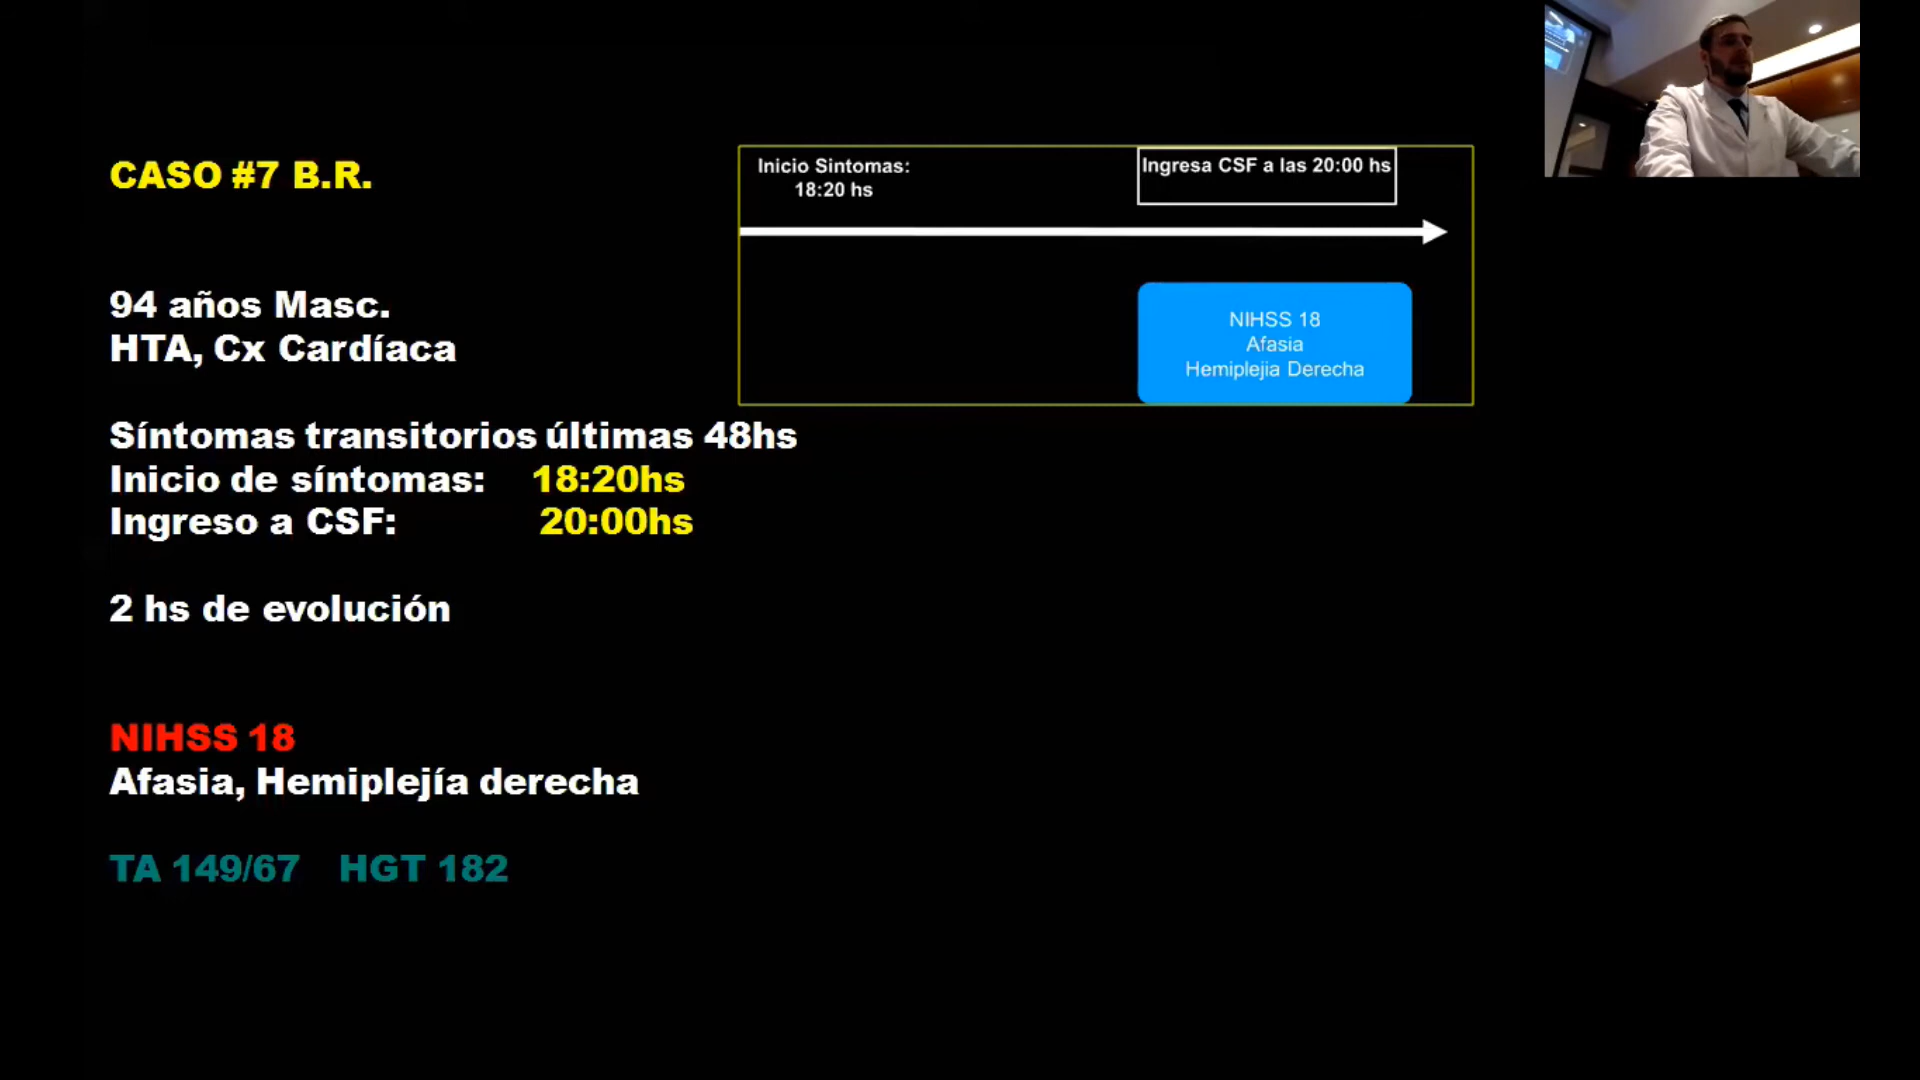 CASO #7 B.R.
Inicio Sintomas:
18:20 hs
Ingresa CSF a las 20:00 hs
NIHSS 18
Afasia
Hemiplejia Derecha
94 años Masc.
HTA, Cx Cardíaca
Síntomas transitorios últimas 48hs
Inicio de síntomas: 18:20hs
Ingreso a CSF: 20:00hs
2 hs de evolución
NIHSS 18
Afasia, Hemiplejía derecha
TA 149/67 HGT 182